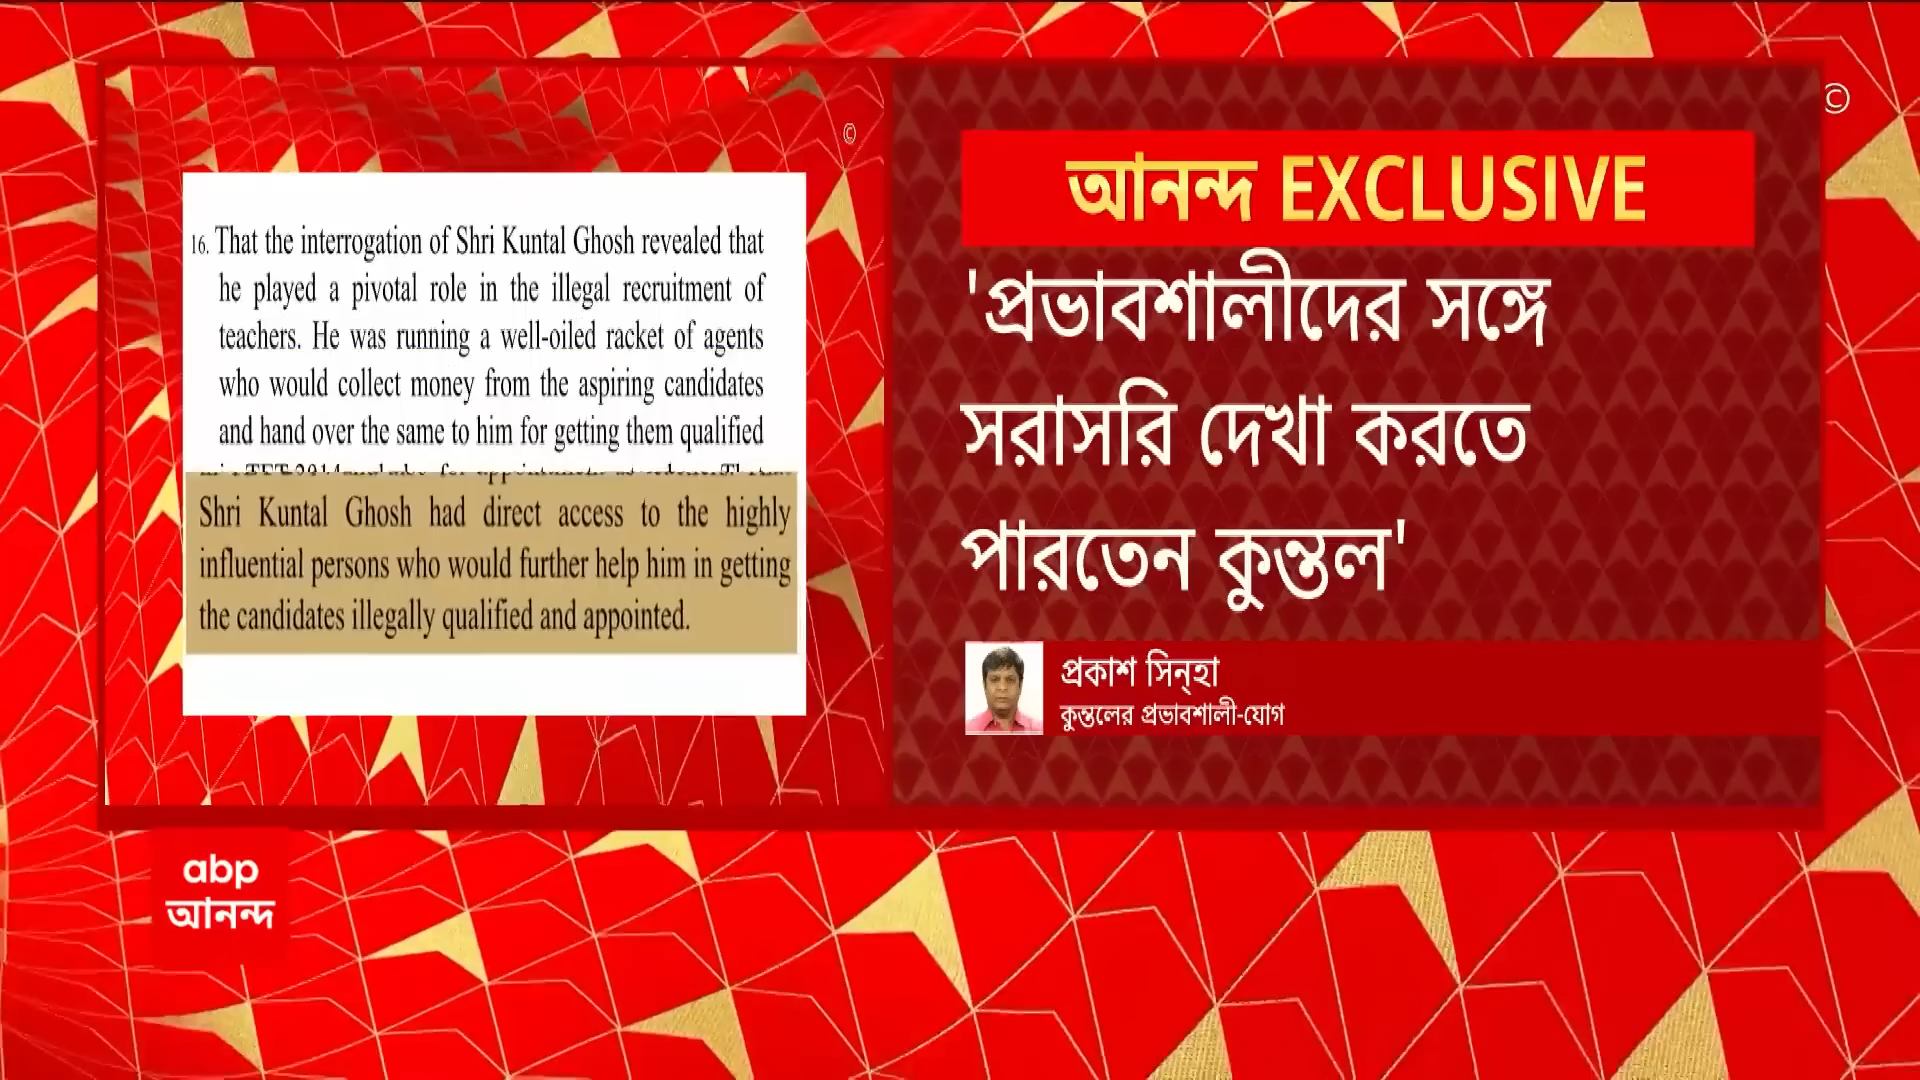 ©
©
16. That the interrogation of Shri Kuntal Ghosh revealed that
he played a pivotal role in the illegal recruitment of
teachers. He was running a well-oiled racket of agents
who would collect money from the aspiring candidates
and hand over the same to him for getting them qualified
Shri Kuntal Ghosh had direct access to the highly
influential persons who would further help him in getting
the candidates illegally qualified and appointed.
আনন্দ EXCLUSIVE
'প্রভাবশালীদের সঙ্গে
সরাসরি দেখা করতে
পারতেন কুন্তল'
প্রকাশ সিন্‌হা
কুন্তলের প্রভাবশালী-যোগ
abp
আনন্দ